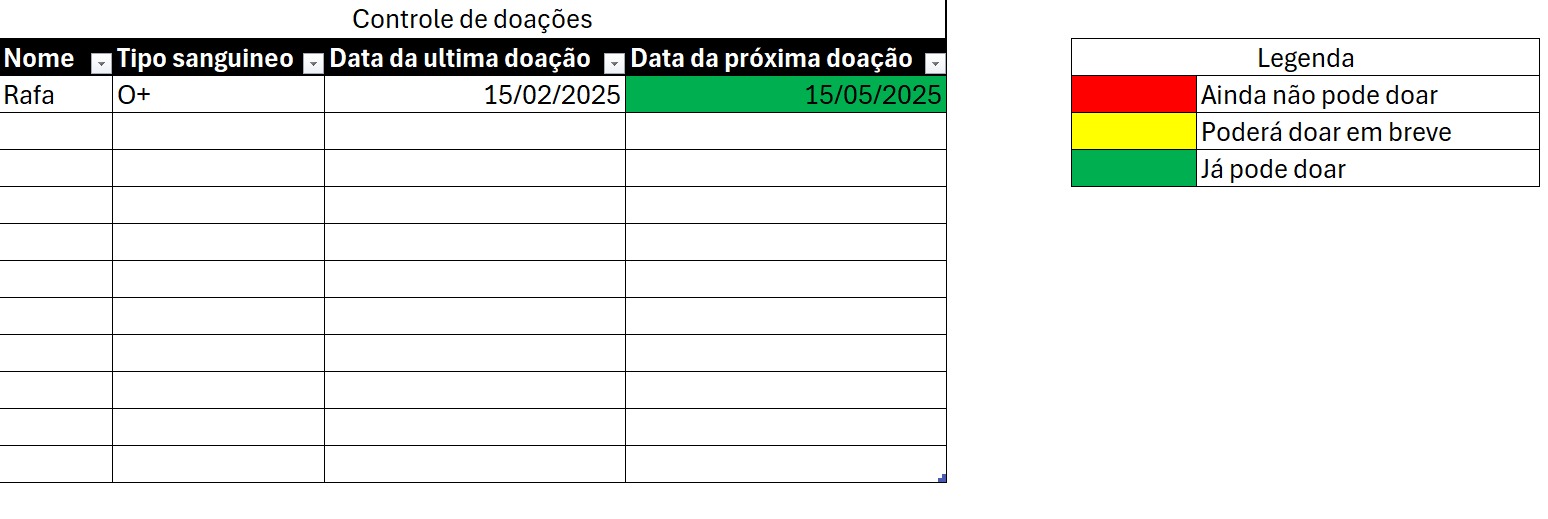 Controle de doações
Nome Tipo sanguineo Data da ultima doação Data da próxima doação
Rafa O+ 15/02/2025 15/05/2025
Legenda
Ainda não pode doar
Poderá doar em breve
Já pode doar